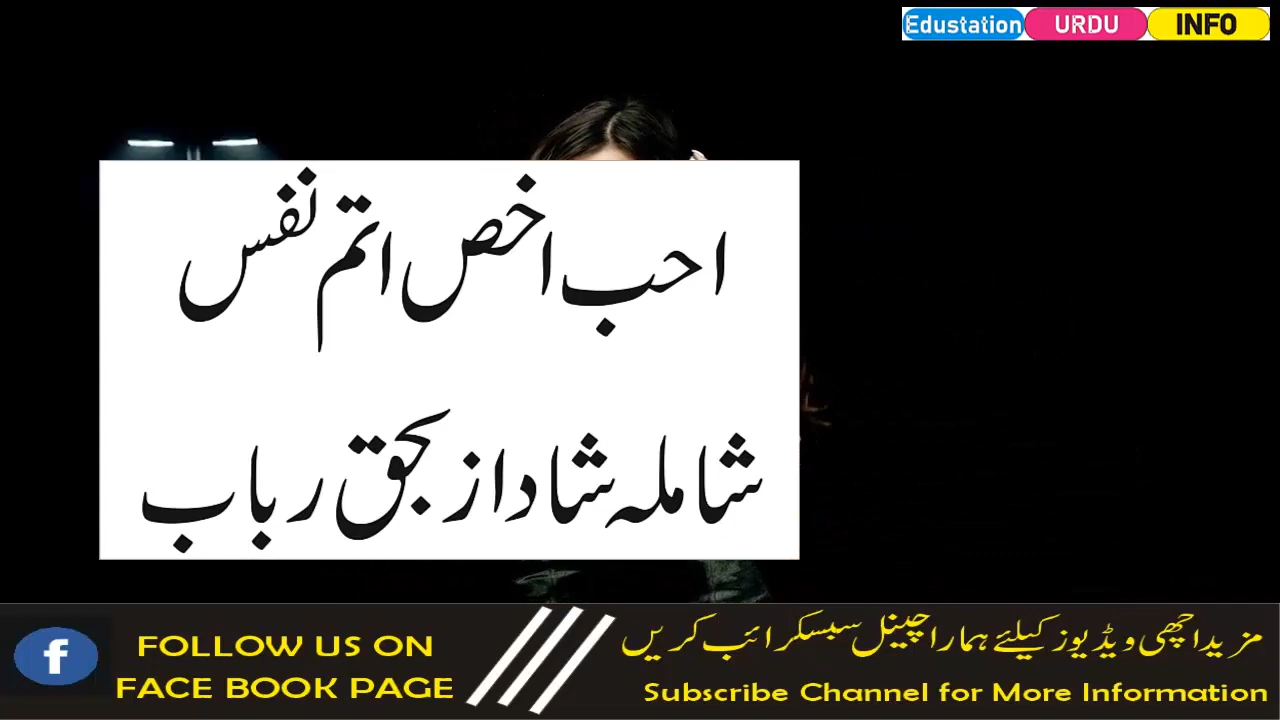 Edustation URDU INFO
احب اخص اتم نفس
شاملہ شاداز بحق رباب
FOLLOW US ON
FACE BOOK PAGE
مزید اچھی ویڈیوز کیلئے ہمارا چینل سبسکرائب کریں
Subscribe Channel for More Information